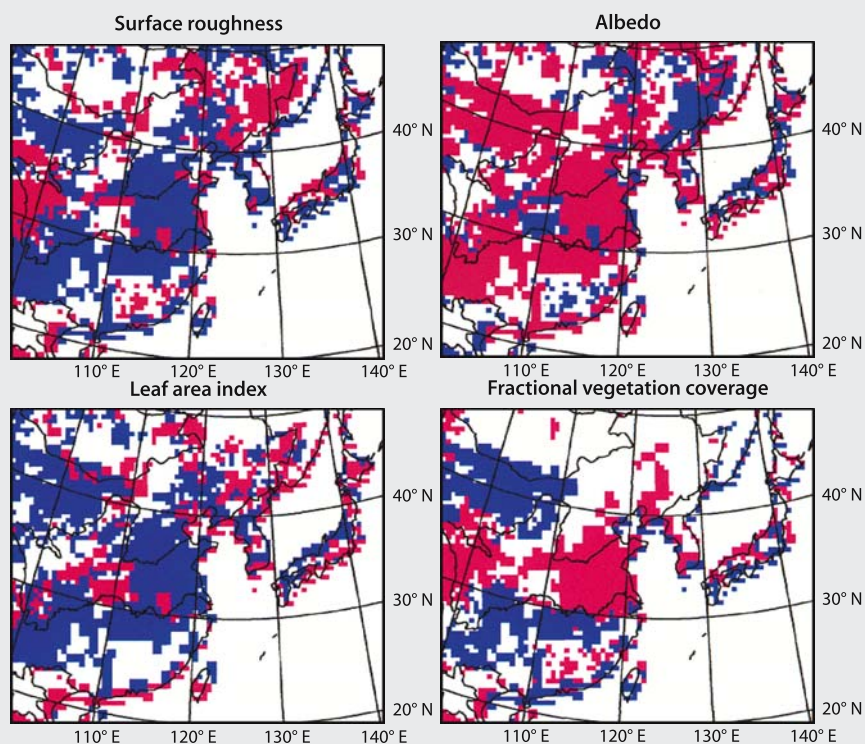 Surface roughness
Albedo
40° N
30° N
20° N
110° E 120° E 130° E 140° E
40° N
30° N
20° N
110° E 120° E 130° E 140° E
Leaf area index
Fractional vegetation coverage
40° N
30° N
20° N
110° E 120° E 130° E 140° E
40° N
30° N
20° N
110° E 120° E 130° E 140° E